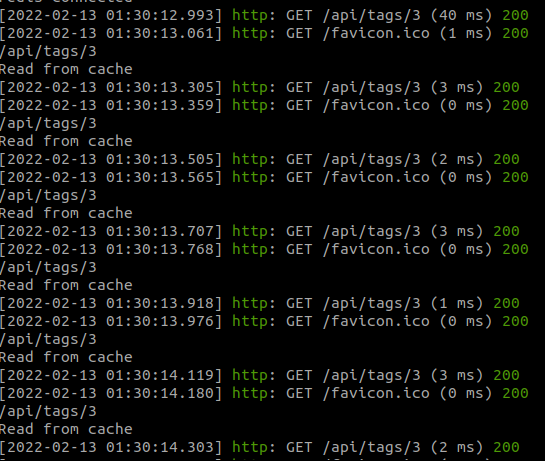 [2022-02-13 01:30:12.993] http: GET /api/tags/3 (40 ms) 200
[2022-02-13 01:30:13.061] http: GET /favicon.ico (1 ms) 200
/api/tags/3
Read from cache
[2022-02-13 01:30:13.305] http: GET /api/tags/3 (3 ms) 200
[2022-02-13 01:30:13.359] http: GET /favicon.ico (0 ms) 200
/api/tags/3
Read from cache
[2022-02-13 01:30:13.505] http: GET /api/tags/3 (2 ms) 200
[2022-02-13 01:30:13.565] http: GET /favicon.ico (0 ms) 200
/api/tags/3
Read from cache
[2022-02-13 01:30:13.707] http: GET /api/tags/3 (3 ms) 200
[2022-02-13 01:30:13.768] http: GET /favicon.ico (0 ms) 200
/api/tags/3
Read from cache
[2022-02-13 01:30:13.918] http: GET /api/tags/3 (1 ms) 200
[2022-02-13 01:30:13.976] http: GET /favicon.ico (0 ms) 200
/api/tags/3
Read from cache
[2022-02-13 01:30:14.119] http: GET /api/tags/3 (3 ms) 200
[2022-02-13 01:30:14.180] http: GET /favicon.ico (0 ms) 200
/api/tags/3
Read from cache
[2022-02-13 01:30:14.303] http: GET /api/tags/3 (2 ms) 200